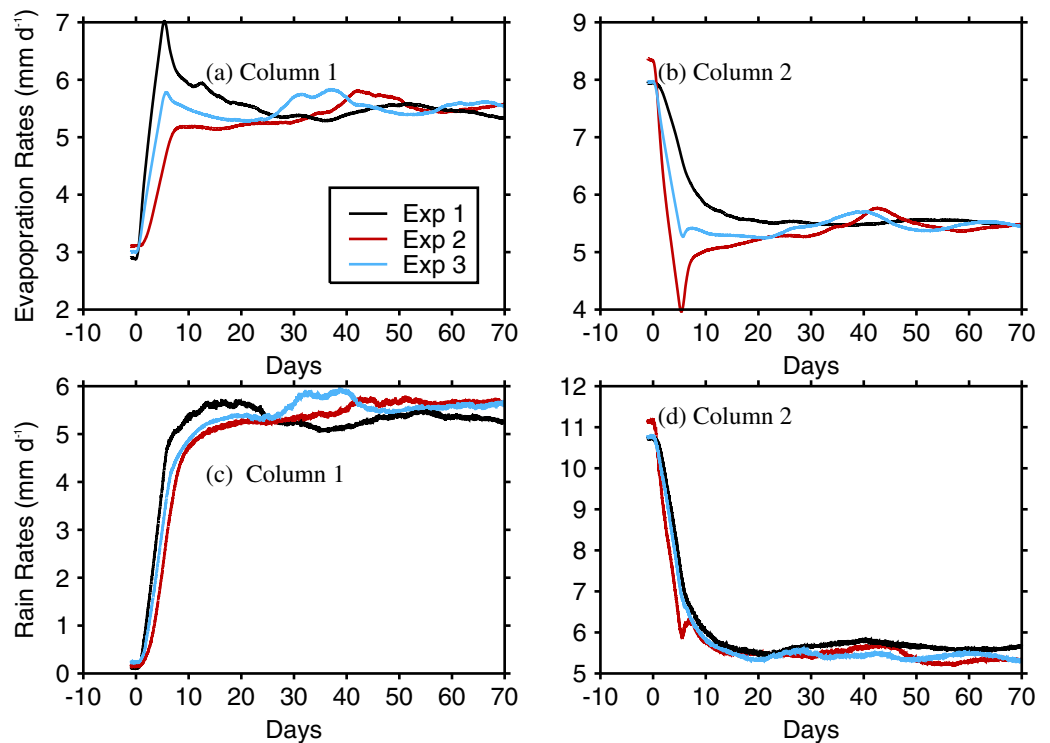 7
6
5
4
3
2
Evapopration Rates (mm d⁻¹)
(a) Column 1
Exp 1
Exp 2
Exp 3
-10 0 10 20 30 40 50 60 70
Days
9
8
7
6
5
4
(b) Column 2
-10 0 10 20 30 40 50 60 70
Days
6
5
4
3
2
1
0
Rain Rates (mm d⁻¹)
(c) Column 1
-10 0 10 20 30 40 50 60 70
Days
12
11
10
9
8
7
6
5
(d) Column 2
-10 0 10 20 30 40 50 60 70
Days